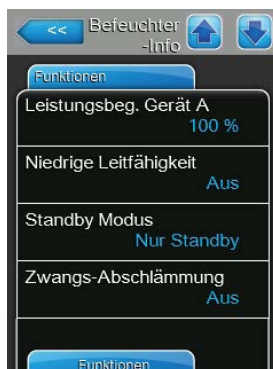 <<
Befeuchter
-Info
Funktionen
Leistungsbeg. Gerät A
100 %
Niedrige Leitfähigkeit
Aus
Standby Modus
Nur Standby
Zwangs-Abschlämmung
Aus
Funktionen